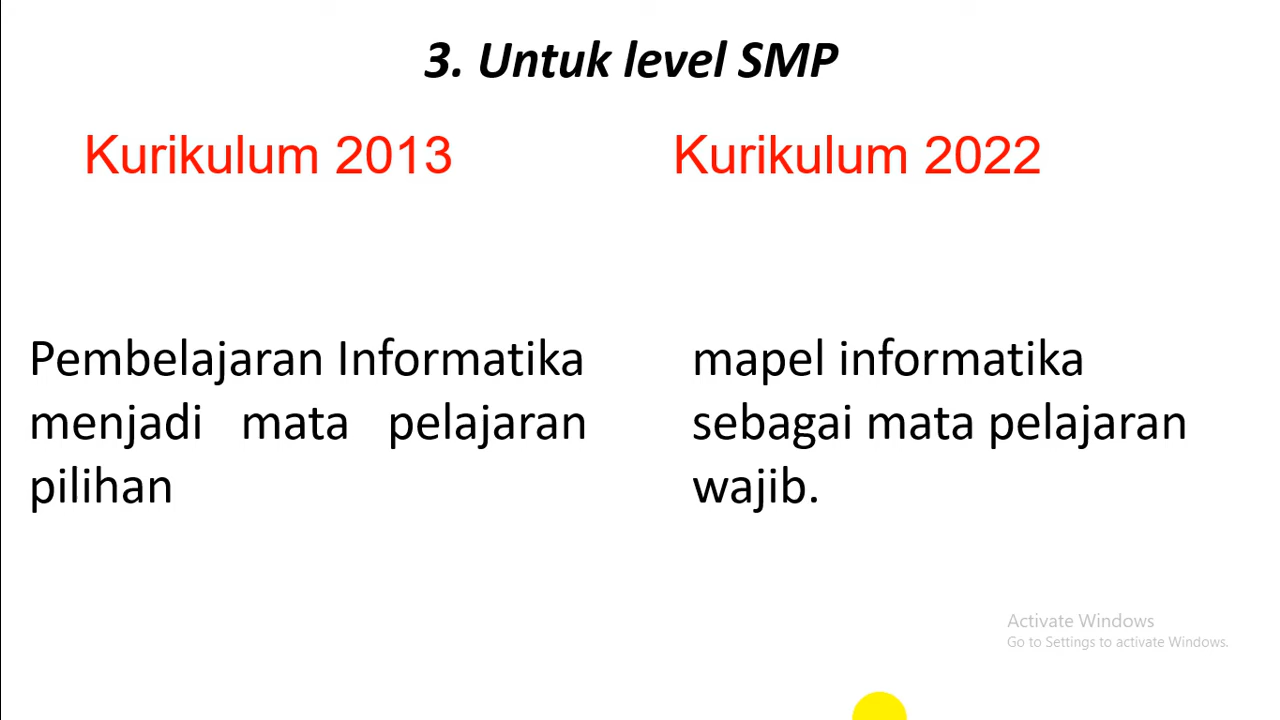 3. Untuk level SMP
Kurikulum 2013
Kurikulum 2022
Pembelajaran Informatika
menjadi mata pelajaran
pilihan
mapel informatika
sebagai mata pelajaran
wajib.
Activate Windows
Go to Settings to activate Windows.